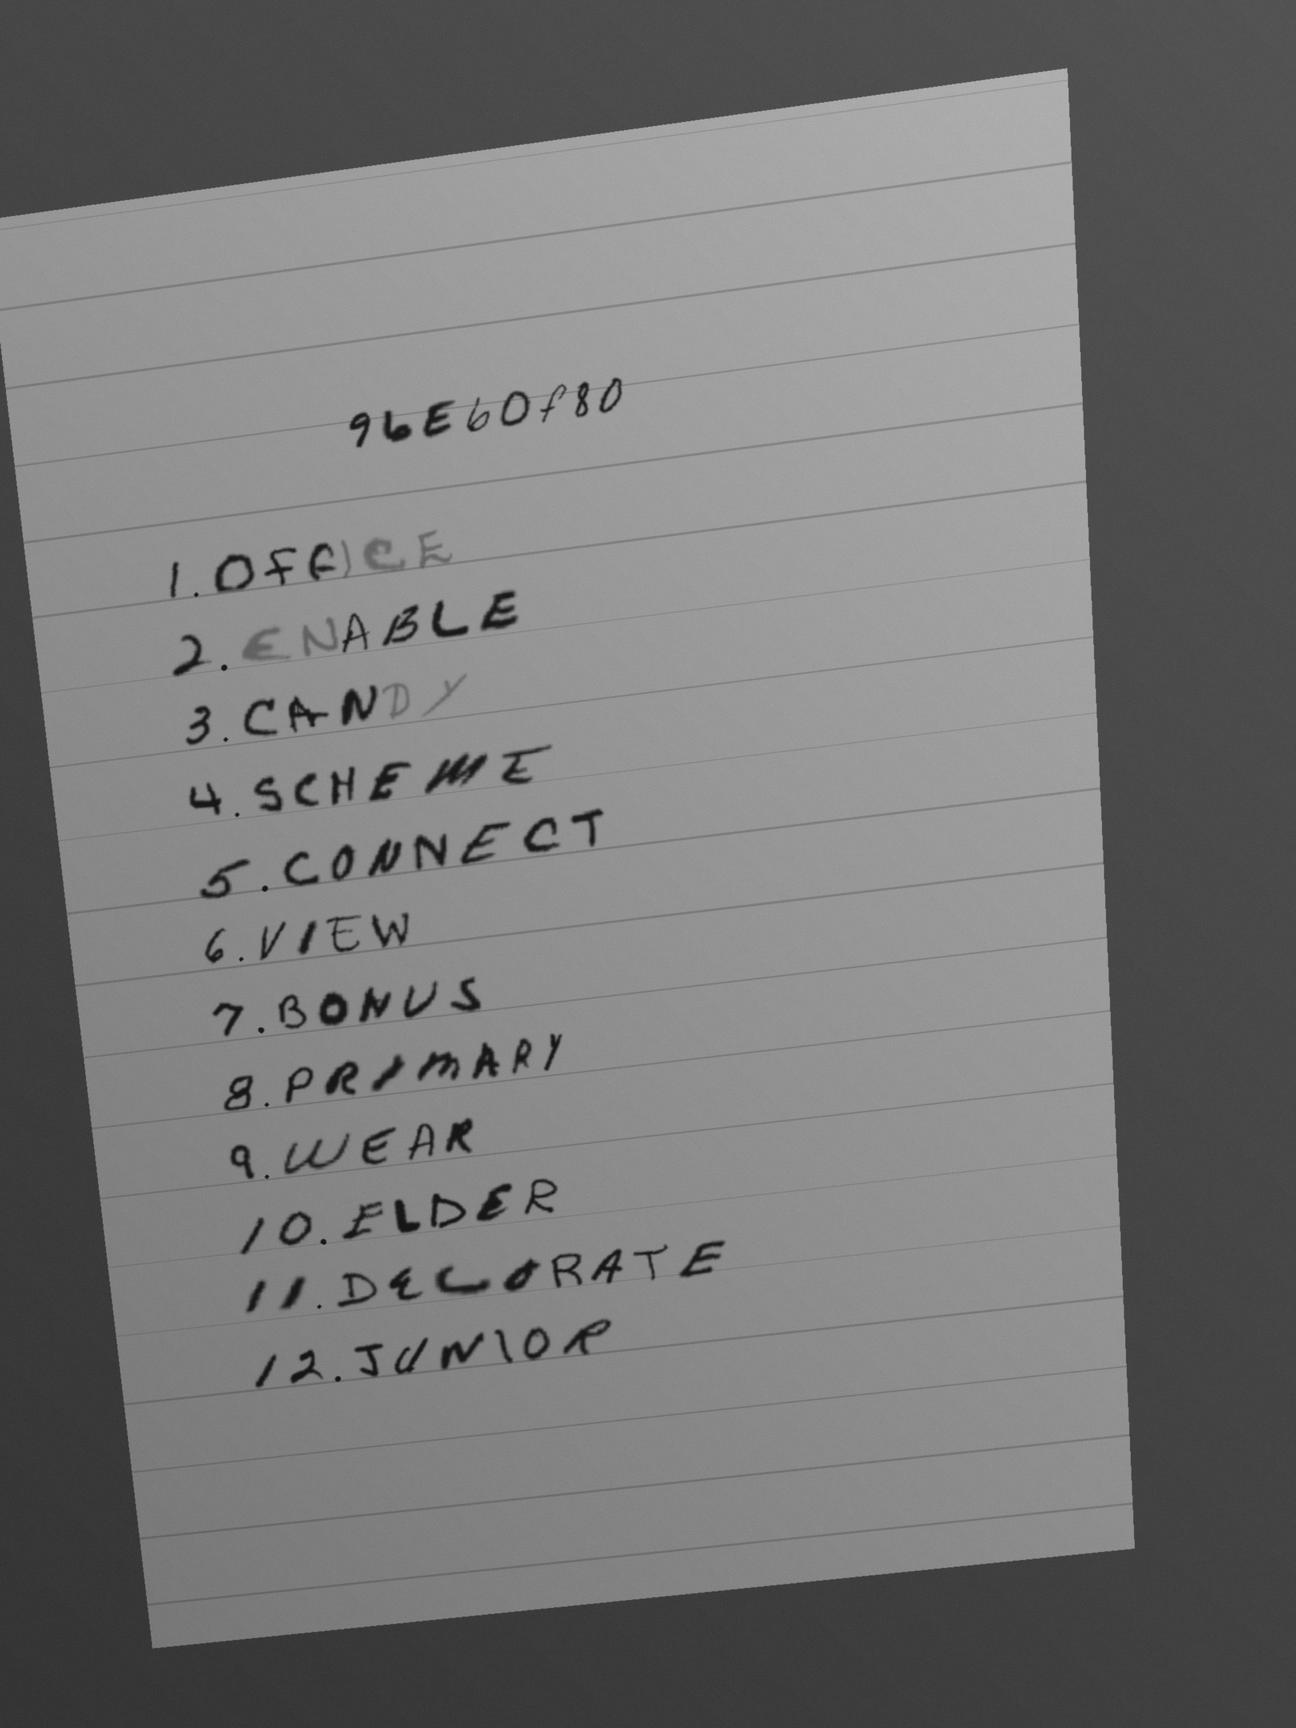 96E60f80
1. OFFICE
2. ENABLE
3. CANDY
4. SCHEME
5. CONNECT
6. VIEW
7. BONUS
8. PRIMARY
9. WEAR
10. ELDER
11. DECORATE
12. JUNIOR